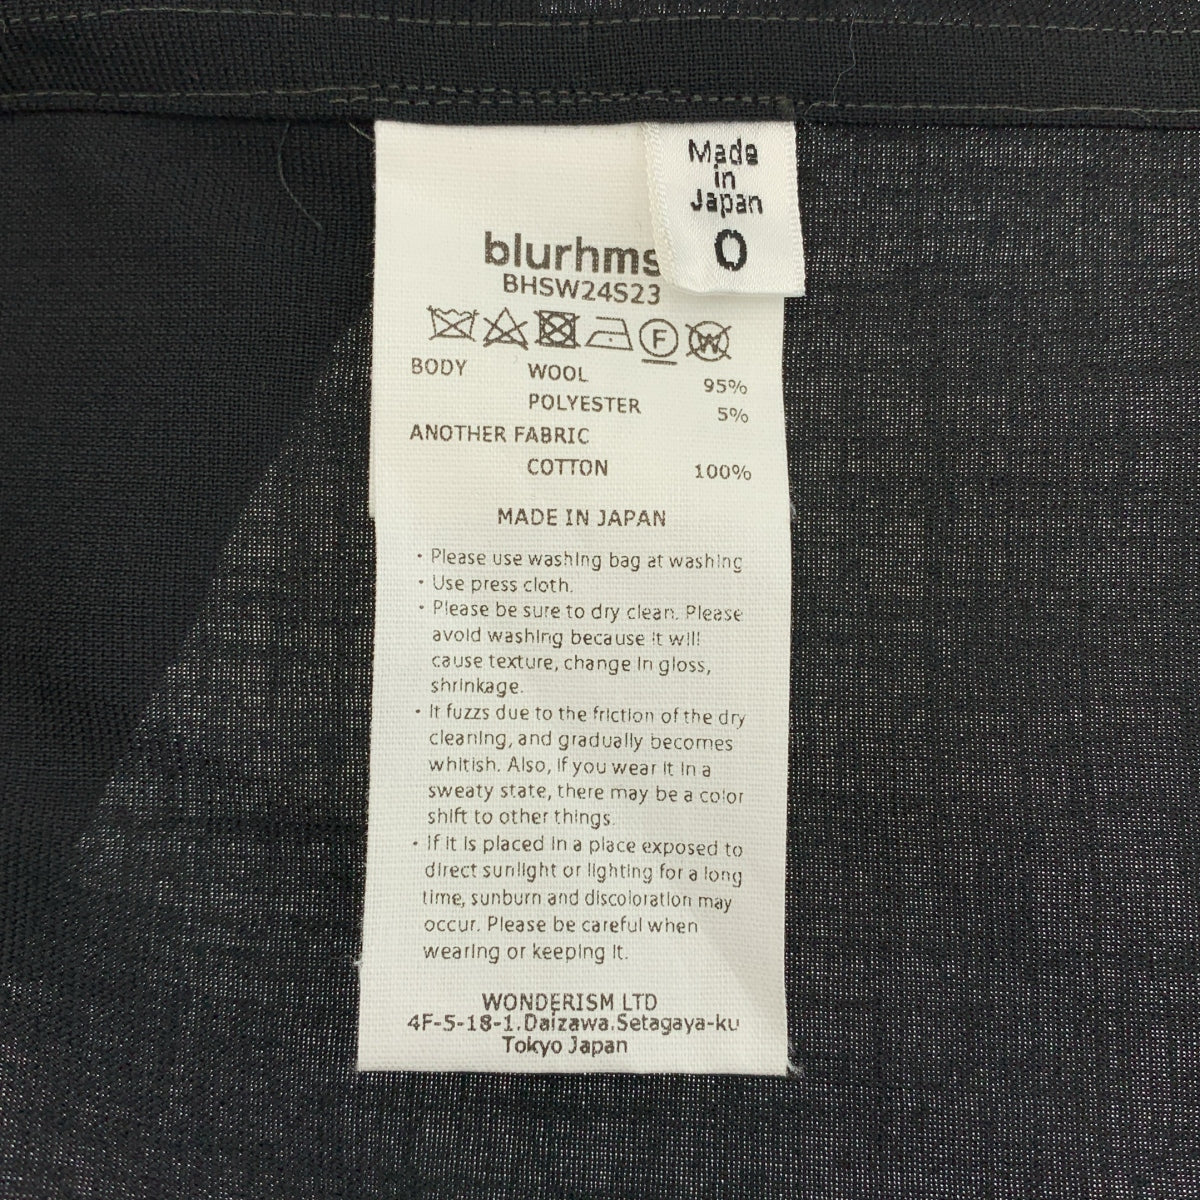 Made
in
Japan
0
blurhms
BHSW24S23
F W
BODY WOOL 95%
POLYESTER 5%
ANOTHER FABRIC
COTTON 100%
MADE IN JAPAN
・Please use washing bag at washing
・Use press cloth.
・Please be sure to dry clean. Please
avoid washing because it will
cause texture, change in gloss,
shrinkage.
・It fuzzs due to the friction of the dry
cleaning, and gradually becomes
whitish. Also, if you wear it in a
sweaty state, there may be a color
shift to other things.
・If it is placed in a place exposed to
direct sunlight or lighting for a long
time, sunburn and discoloration may
occur. Please be careful when
wearing or keeping it.
WONDERISM LTD
4F-5-18-1.Daizawa.Setagaya-ku
Tokyo Japan